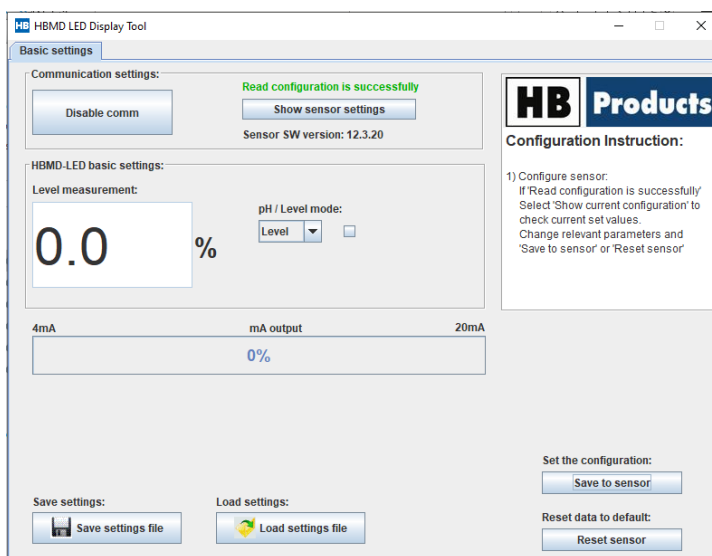 HB HBMD LED Display Tool
Basic settings
Communication settings:
Disable comm
Read configuration is successfully
Show sensor settings
Sensor SW version: 12.3.20
HBMD-LED basic settings:
Level measurement:
0.0 %
pH / Level mode:
Level
4mA mA output 20mA
0%
Save settings:
Save settings file
Load settings:
Load settings file
HB Products
Configuration Instruction:
1) Configure sensor:
If 'Read configuration is successfully'
Select 'Show current configuration' to
check current set values.
Change relevant parameters and
'Save to sensor' or 'Reset sensor'
Set the configuration:
Save to sensor
Reset data to default:
Reset sensor